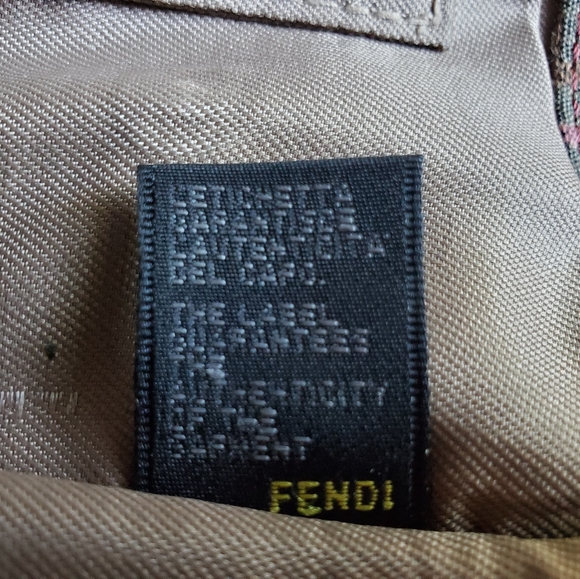 L'ETICHETTA
GARANTISCE
L'AUTENTICITA'
DEL CAPO.
THE LABEL
GUARANTEES
THE
AUTHENTICITY
OF THE
GARMENT
FENDI